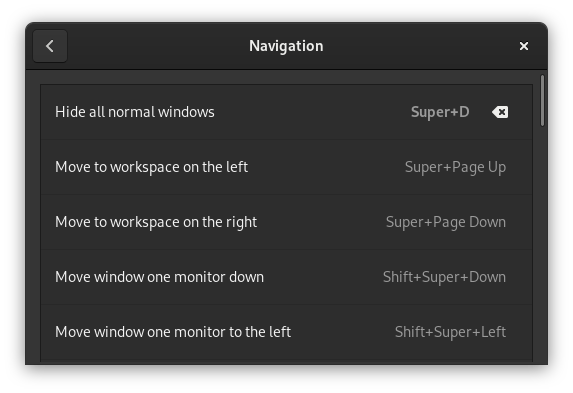 Navigation
Hide all normal windows Super+D
Move to workspace on the left Super+Page Up
Move to workspace on the right Super+Page Down
Move window one monitor down Shift+Super+Down
Move window one monitor to the left Shift+Super+Left